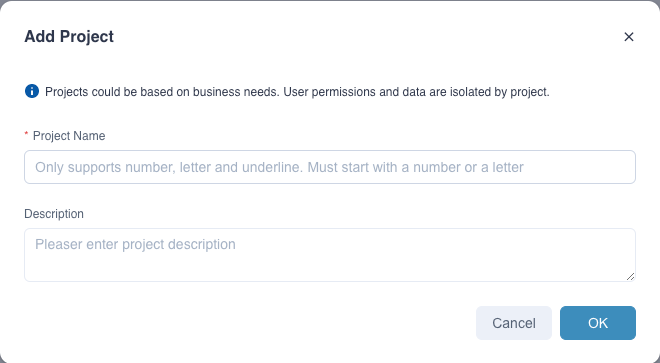 Add Project
Projects could be based on business needs. User permissions and data are isolated by project.
* Project Name
Only supports number, letter and underline. Must start with a number or a letter
Description
Pleaser enter project description
Cancel
OK